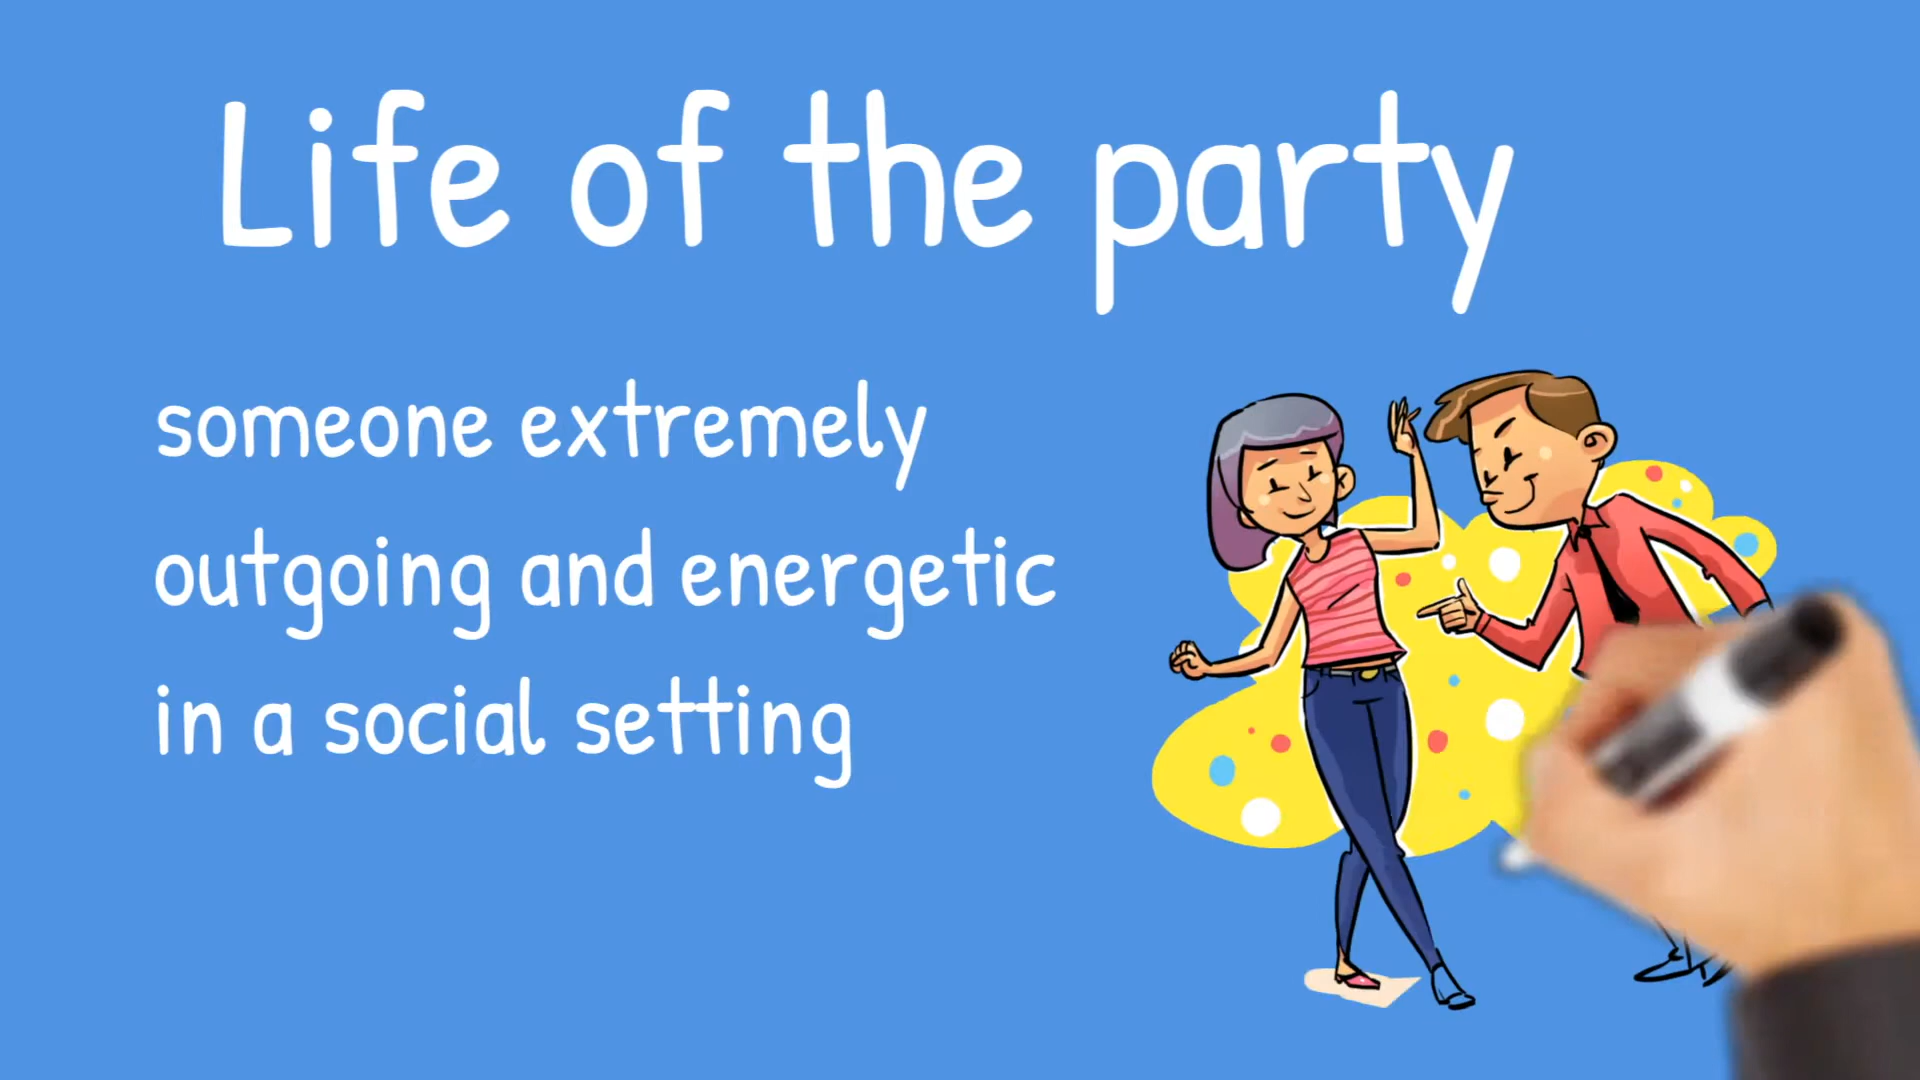 Life of the party
someone extremely
outgoing and energetic
in a social setting